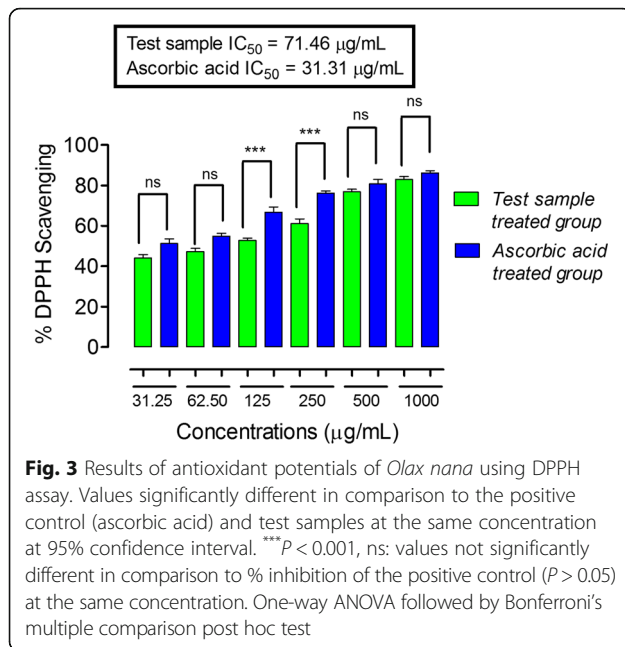 Test sample IC50 = 71.46 μg/mL
Ascorbic acid IC50 = 31.31 μg/mL
ns
ns
***
***
ns
ns
100
80
60
40
20
0
% DPPH Scavenging
Test sample
treated group
Ascorbic acid
treated group
31.25 62.50 125 250 500 1000
Concentrations (μg/mL)
Fig. 3 Results of antioxidant potentials of Olax nana using DPPH
assay. Values significantly different in comparison to the positive
control (ascorbic acid) and test samples at the same concentration
at 95% confidence interval. ***P < 0.001, ns: values not significantly
different in comparison to % inhibition of the positive control (P > 0.05)
at the same concentration. One-way ANOVA followed by Bonferroni's
multiple comparison post hoc test